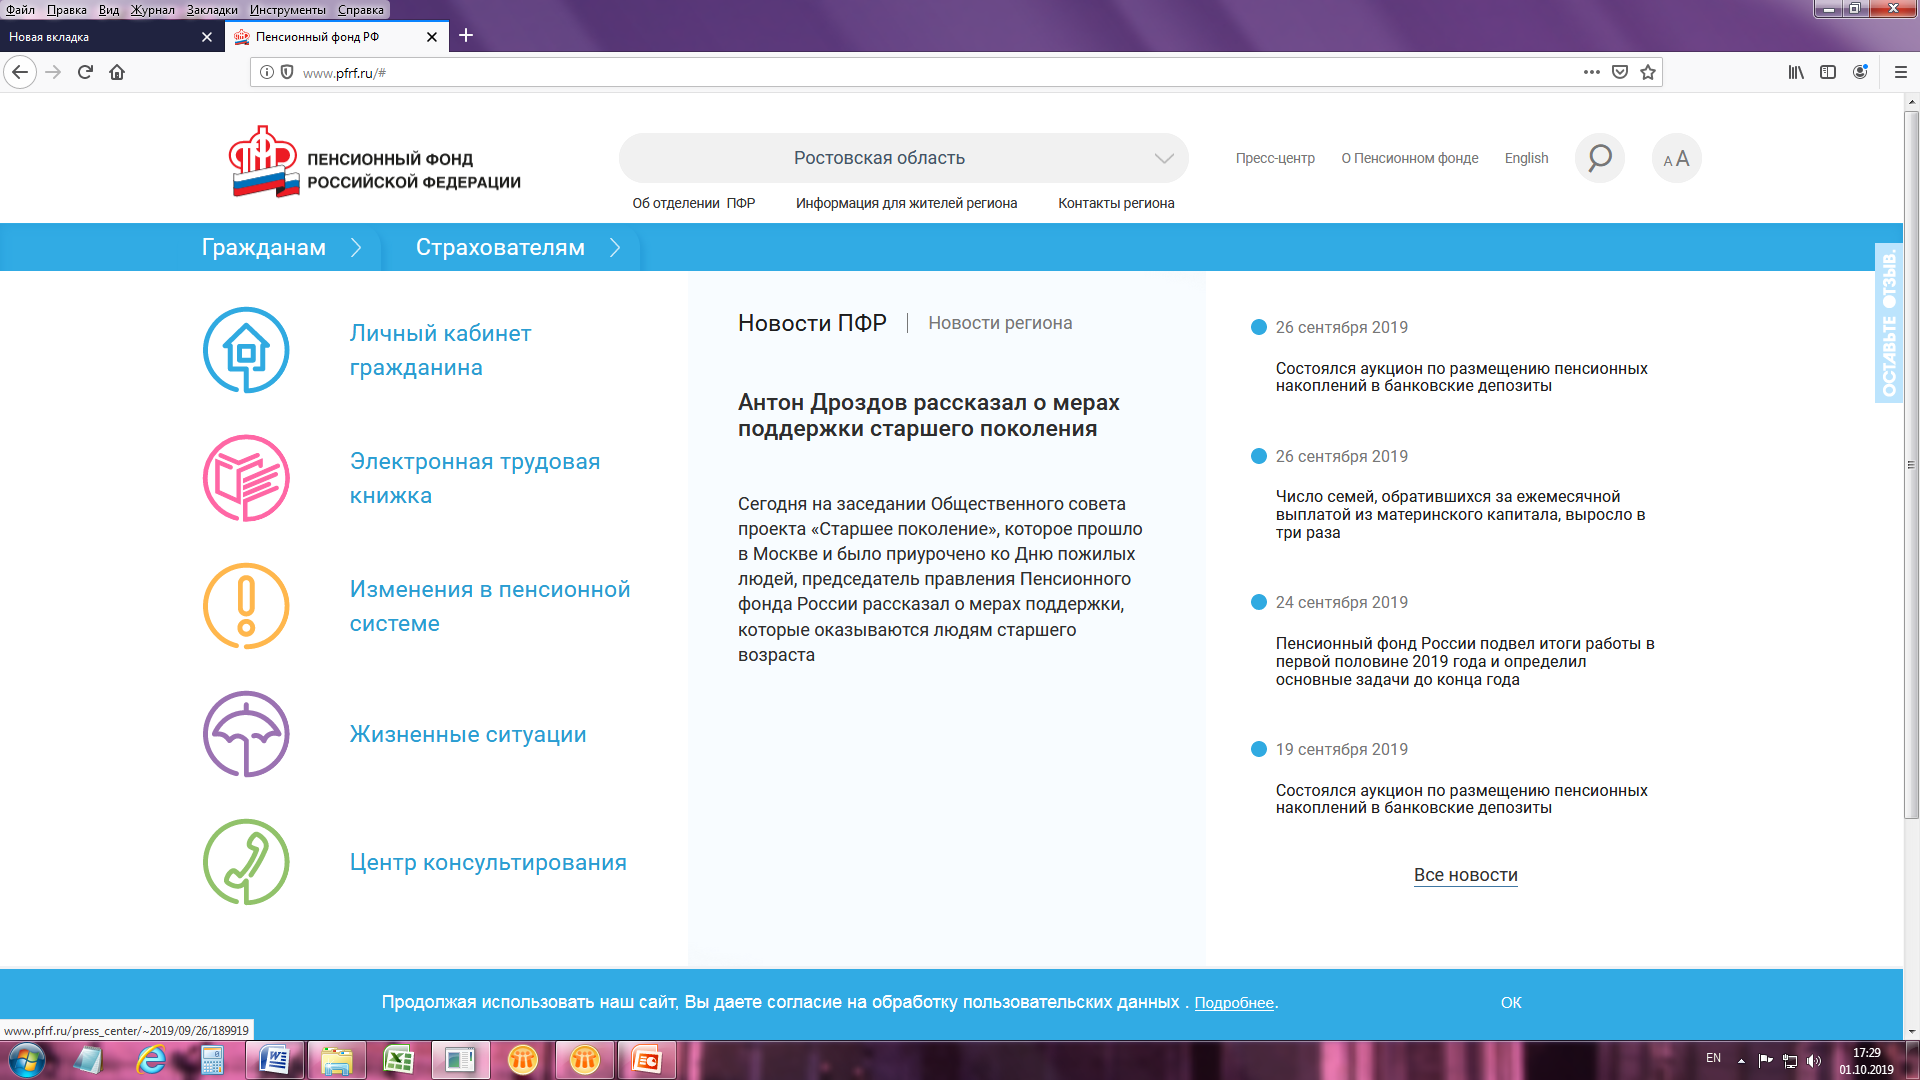 Файл Правка Вид Журнал Закладки Инструменты Справка
Новая вкладка
Пенсионный фонд РФ
www.pfrf.ru/#
ПЕНСИОННЫЙ ФОНД
РОССИЙСКОЙ ФЕДЕРАЦИИ
Ростовская область
Пресс-центр О Пенсионном фонде English
A A
Об отделении ПФР Информация для жителей региона Контакты региона
Гражданам Страхователям
ОСТАВЬТЕ ОТЗЫВ.
Личный кабинет
гражданина
Электронная трудовая
книжка
Изменения в пенсионной
системе
Жизненные ситуации
Центр консультирования
Новости ПФР Новости региона
Антон Дроздов рассказал о мерах
поддержки старшего поколения
Сегодня на заседании Общественного совета
проекта «Старшее поколение», которое прошло
в Москве и было приурочено ко Дню пожилых
людей, председатель правления Пенсионного
фонда России рассказал о мерах поддержки,
которые оказываются людям старшего
возраста
26 сентября 2019
Состоялся аукцион по размещению пенсионных
накоплений в банковские депозиты
26 сентября 2019
Число семей, обратившихся за ежемесячной
выплатой из материнского капитала, выросло в
три раза
24 сентября 2019
Пенсионный фонд России подвел итоги работы в
первой половине 2019 года и определил
основные задачи до конца года
19 сентября 2019
Состоялся аукцион по размещению пенсионных
накоплений в банковские депозиты
Все новости
Продолжая использовать наш сайт, Вы даете согласие на обработку пользовательских данных . Подробнее. OK
www.pfrf.ru/press_center/~2019/09/26/189919
EN
17:29
01.10.2019